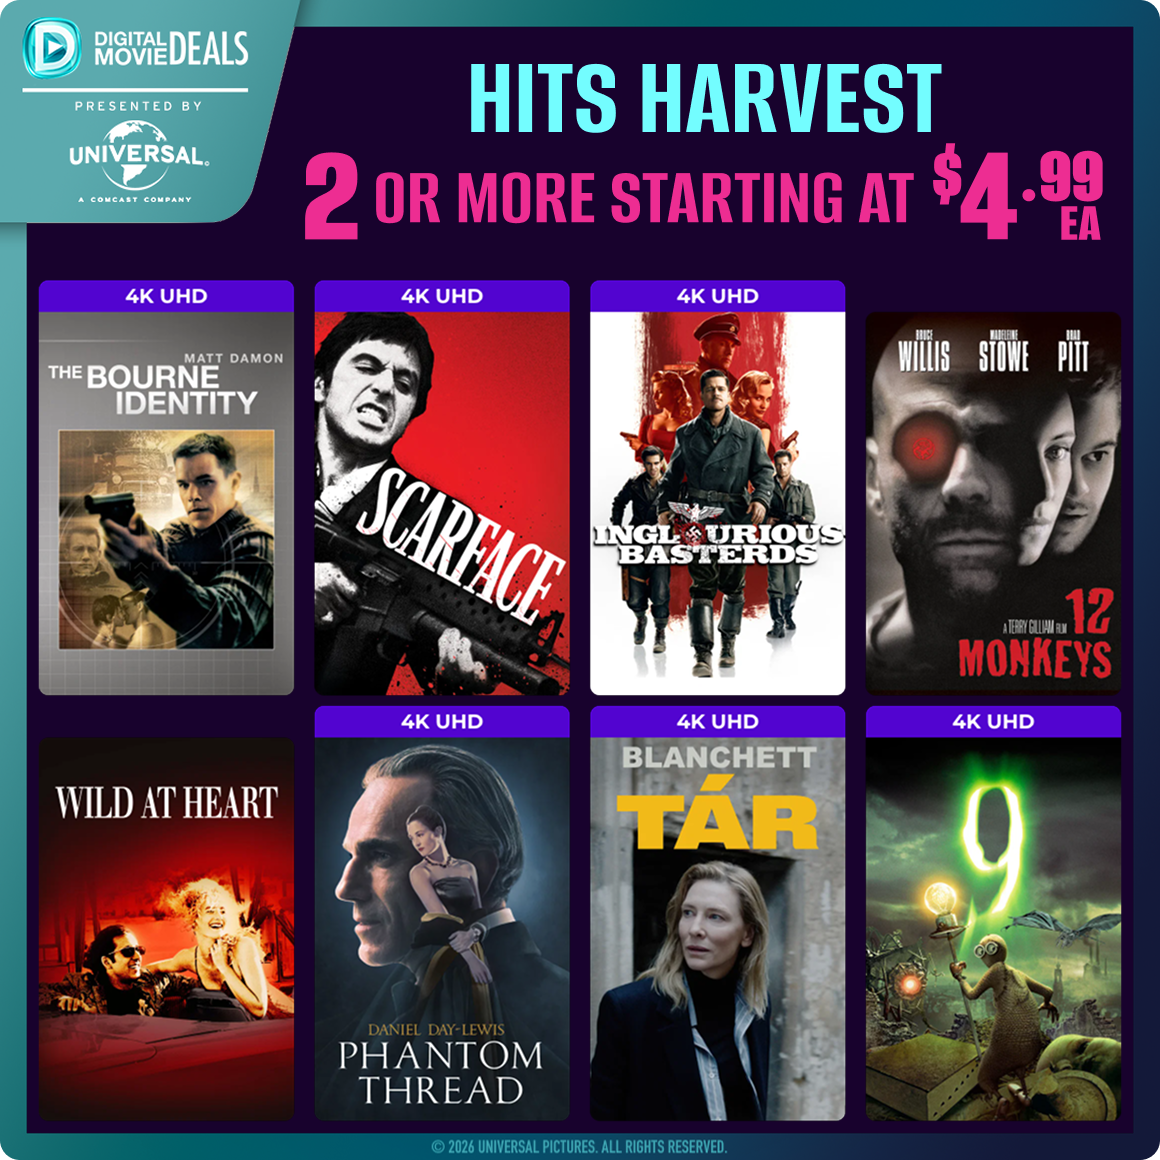 DIGITAL
MOVIE DEALS
PRESENTED BY
UNIVERSAL
A COMCAST COMPANY
HITS HARVEST
2 OR MORE STARTING AT $4.99 EA
4K UHD
MATT DAMON
THE BOURNE
IDENTITY
4K UHD
SCARFACE
4K UHD
INGLOURIOUS
BASTERDS
BRUCE WILLIS MADELEINE STOWE BRAD PITT
A TERRY GILLIAM FILM
12
MONKEYS
WILD AT HEART
4K UHD
DANIEL DAY-LEWIS
PHANTOM
THREAD
4K UHD
BLANCHETT
TÁR
4K UHD
9
© 2026 UNIVERSAL PICTURES. ALL RIGHTS RESERVED.